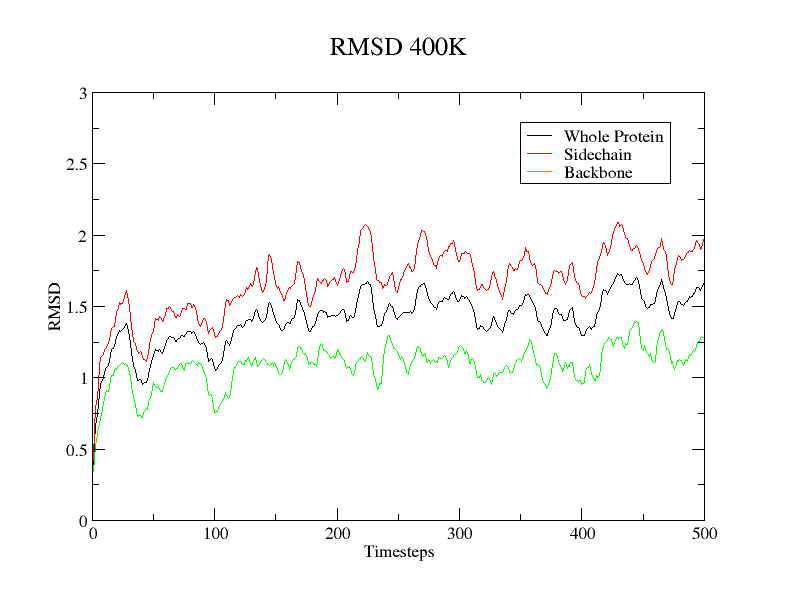 RMSD 400K
3
2.5
2
1.5
1
0.5
0
RMSD
Whole Protein
Sidechain
Backbone
0 100 200 300 400 500
Timesteps